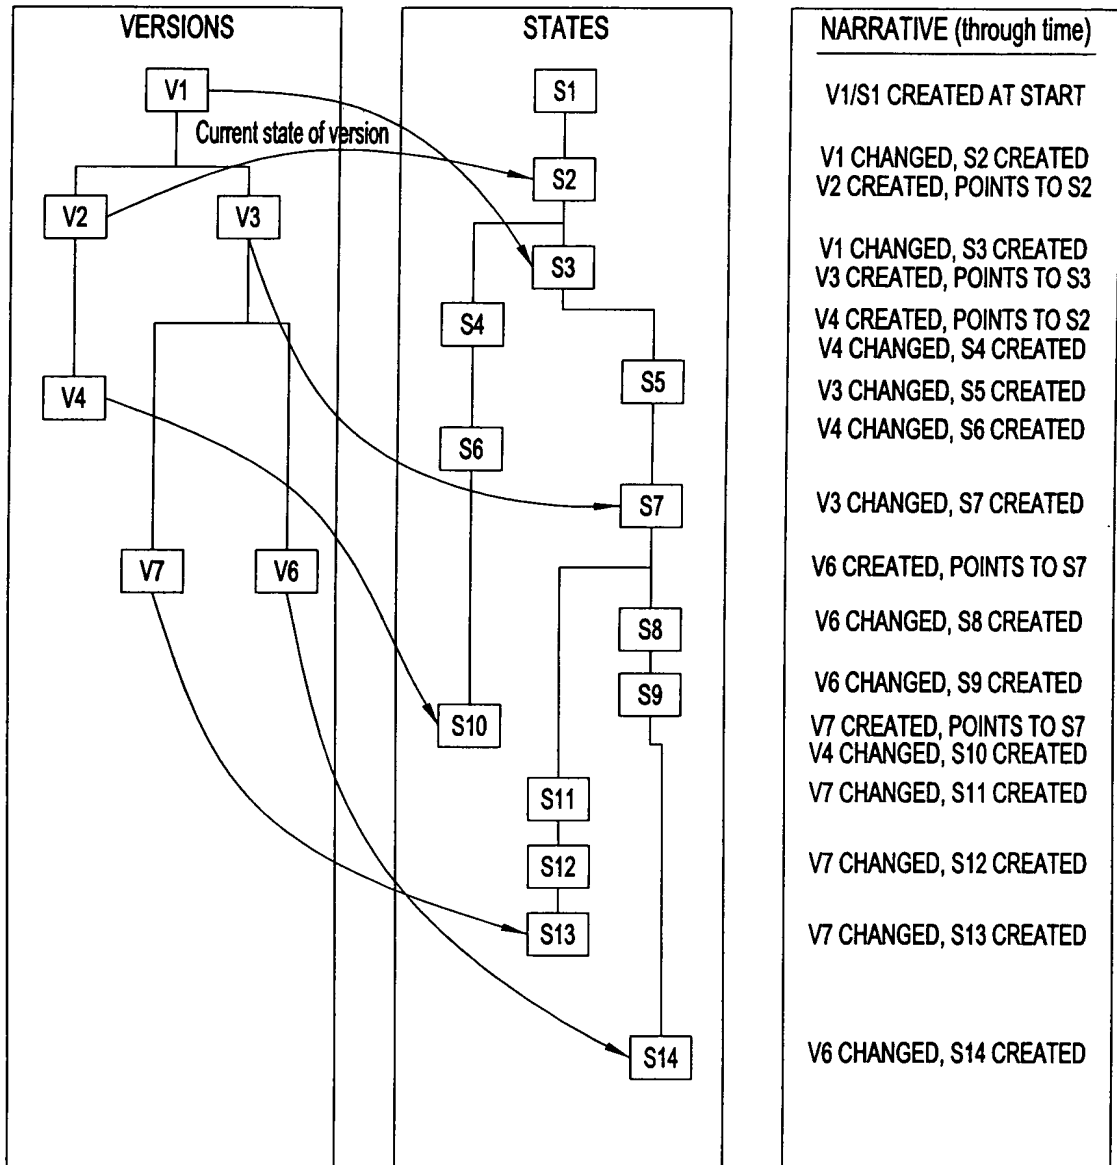 VERSIONS
V1
Current state of version
V2
V3
V4
V7
V6
STATES
S1
S2
S3
S4
S5
S6
S7
S8
S9
S10
S11
S12
S13
S14
NARRATIVE (through time)
V1/S1 CREATED AT START
V1 CHANGED, S2 CREATED
V2 CREATED, POINTS TO S2
V1 CHANGED, S3 CREATED
V3 CREATED, POINTS TO S3
V4 CREATED, POINTS TO S2
V4 CHANGED, S4 CREATED
V3 CHANGED, S5 CREATED
V4 CHANGED, S6 CREATED
V3 CHANGED, S7 CREATED
V6 CREATED, POINTS TO S7
V6 CHANGED, S8 CREATED
V6 CHANGED, S9 CREATED
V7 CREATED, POINTS TO S7
V4 CHANGED, S10 CREATED
V7 CHANGED, S11 CREATED
V7 CHANGED, S12 CREATED
V7 CHANGED, S13 CREATED
V6 CHANGED, S14 CREATED